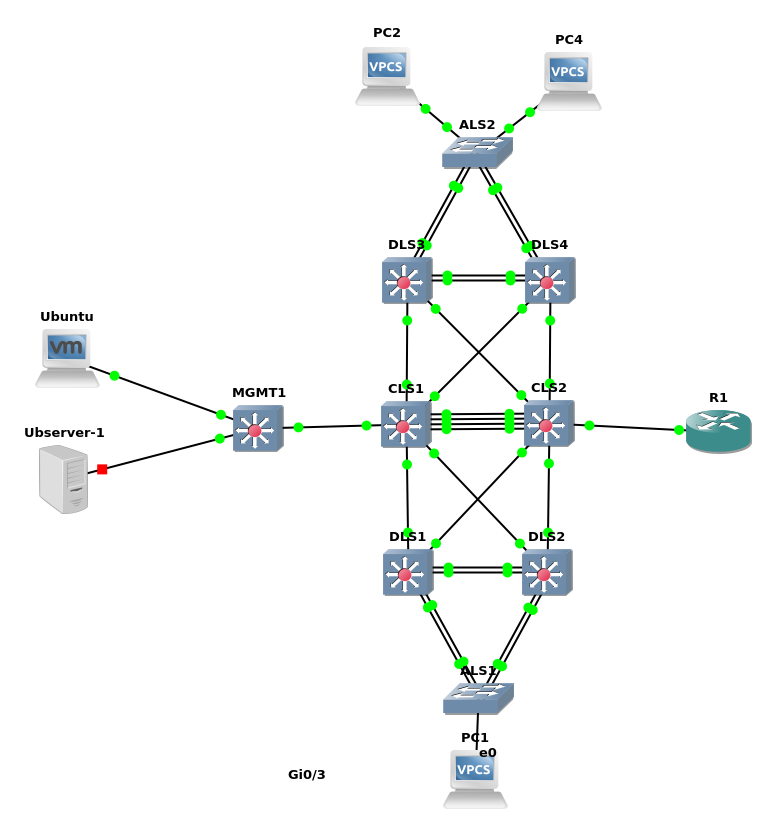 PC2
PC4
VPCS
VPCS
ALS2
DLS3
DLS4
Ubuntu
vm
MGMT1
CLS1
CLS2
R1
Ubserver-1
DLS1
DLS2
ALS1
PC1
e0
VPCS
Gi0/3